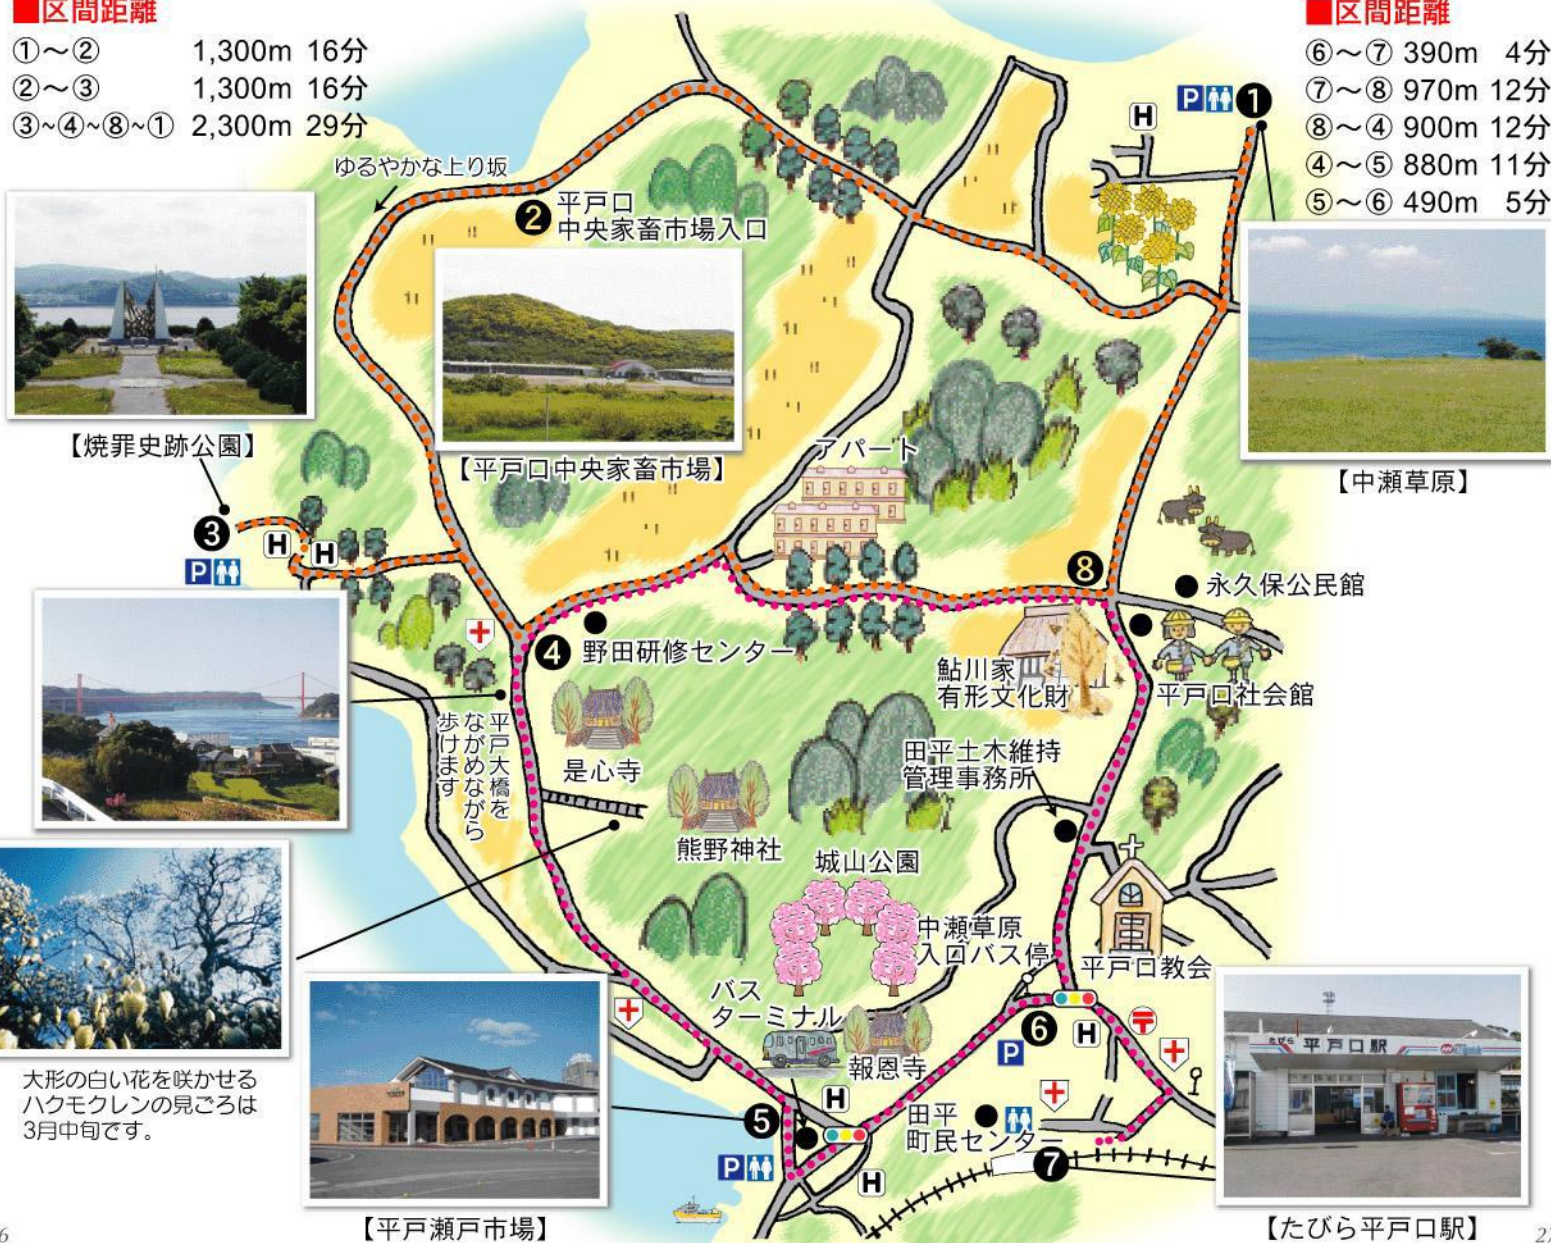 ■区間距離
①～② 1,300m 16分
②～③ 1,300m 16分
③~④~⑧~① 2,300m 29分
■区間距離
⑥～⑦ 390m 4分
⑦～⑧ 970m 12分
⑧～④ 900m 12分
④～⑤ 880m 11分
⑤～⑥ 490m 5分
P
❶
H
ゆるやかな上り坂
❷
平戸口
中央家畜市場入口
【焼罪史跡公園】
【平戸口中央家畜市場】
アパート
【中瀬草原】
❸
H
H
P
❽
永久保公民館
❹
野田研修センター
鮎川家
有形文化財
平戸口社会館
平戸大橋を
ながめながら
歩けます
是心寺
田平土木維持
管理事務所
熊野神社
城山公園
中瀬草原
入口バス停
平戸口教会
バス
ターミナル
報恩寺
❻
P
H
〒
大形の白い花を咲かせる
ハクモクレンの見ごろは
3月中旬です。
❺
H
P
田平
町民センター
❼
H
たびら 平戸口駅
【平戸瀬戸市場】
【たびら平戸口駅】